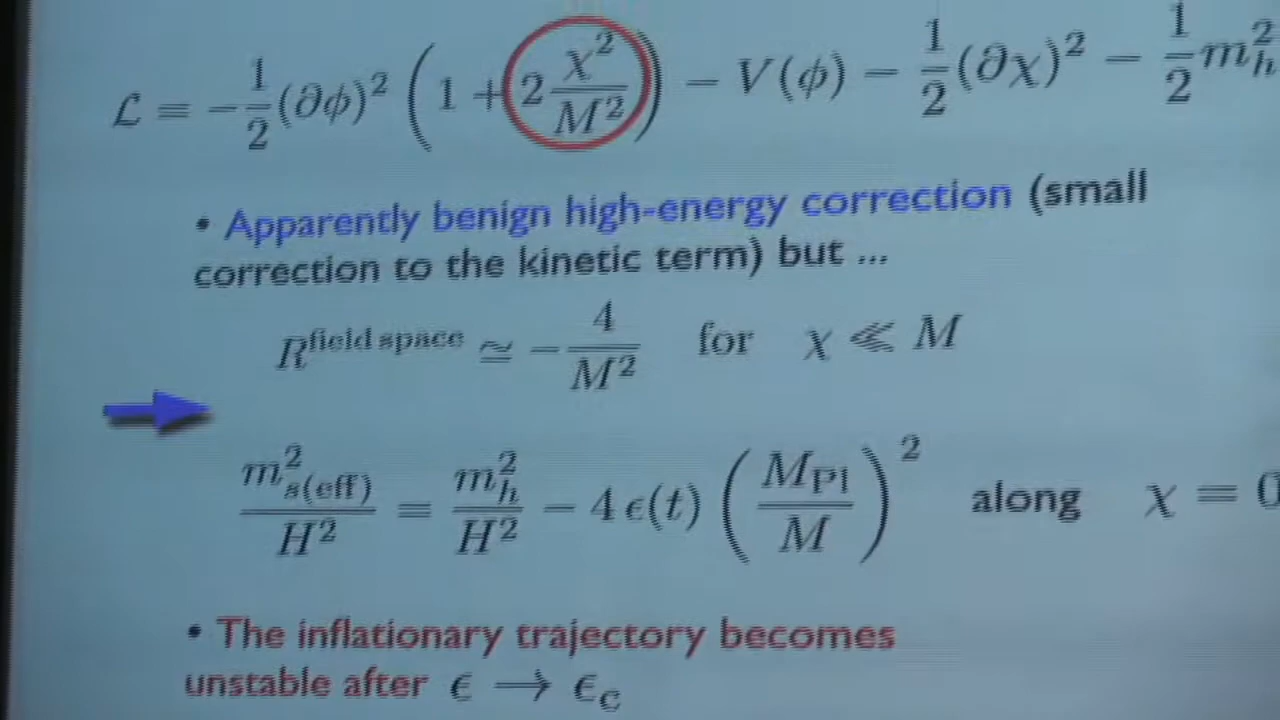 ℒ = −1/2 (∂ϕ)² (1 + 2 χ²/M²) − V(ϕ) − 1/2 (∂χ)² − 1/2 m_h²
• Apparently benign high-energy correction (small
correction to the kinetic term) but ...
R^field space ≃ −4/M² for χ ≪ M
m²_s(eff)/H² = m_h²/H² − 4 ϵ(t) (M_Pl/M)² along χ = 0
• The inflationary trajectory becomes
unstable after ϵ → ϵ_c